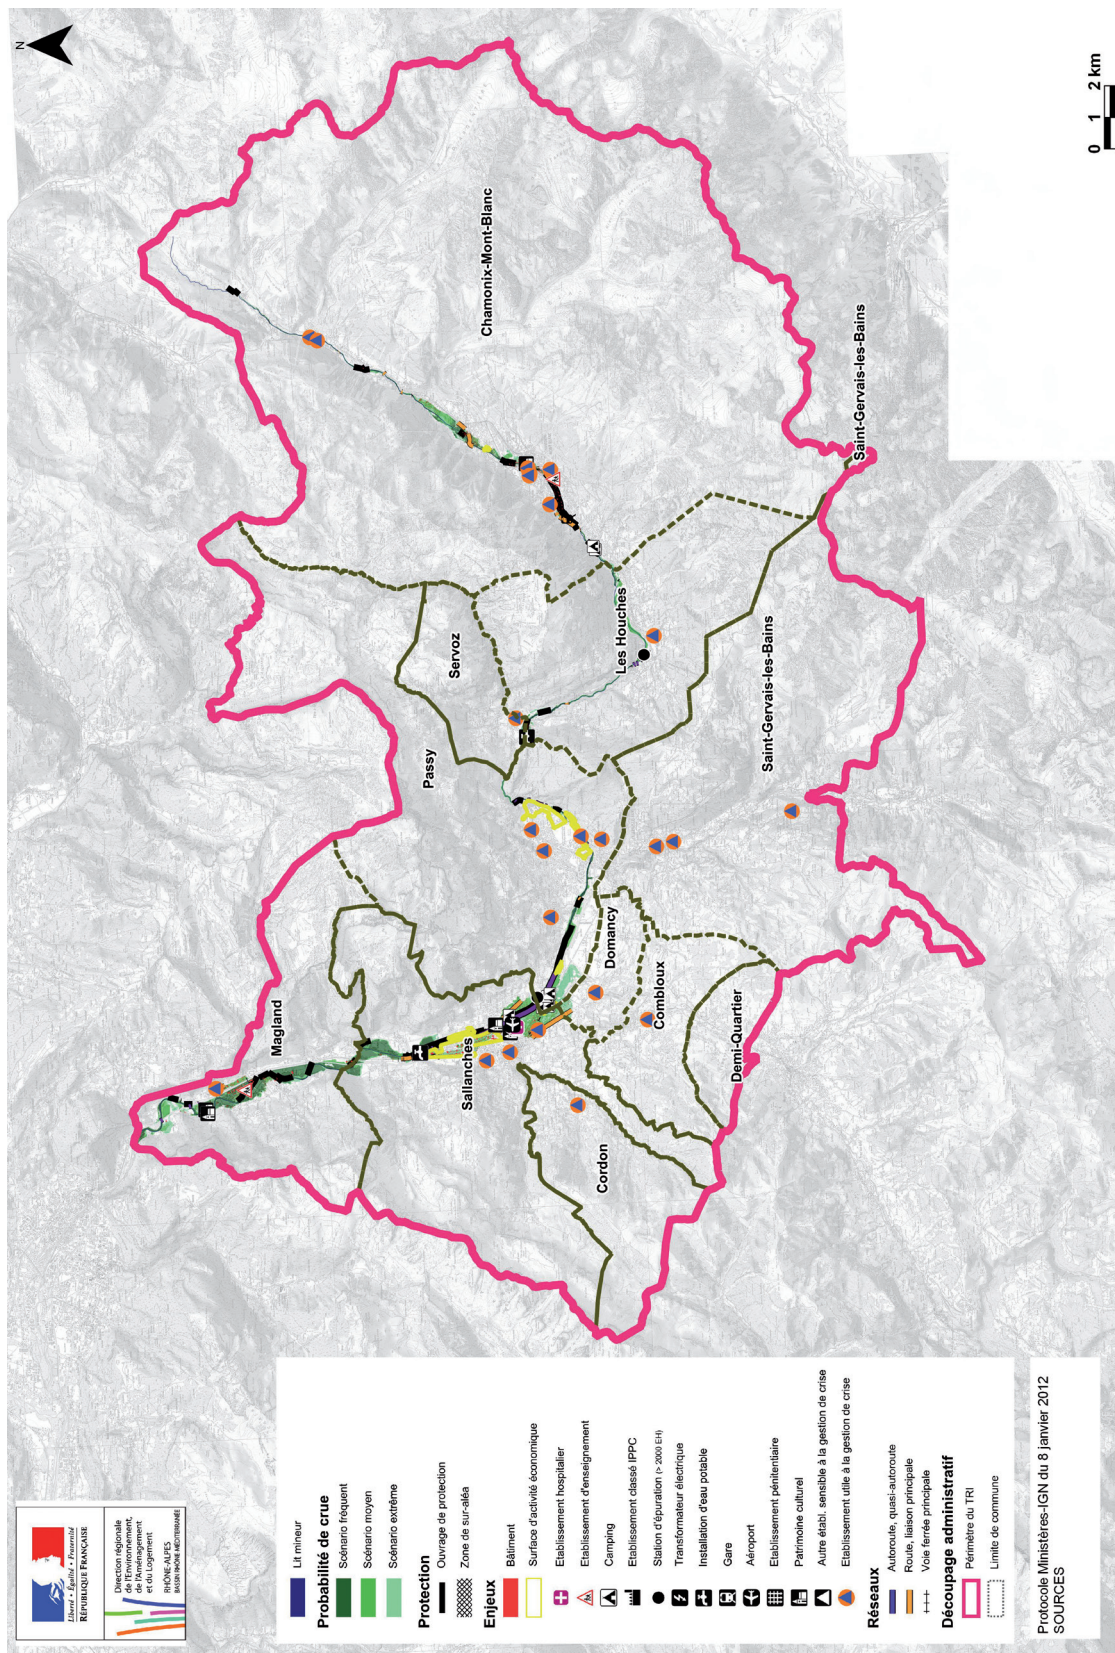 Liberté • Égalité • Fraternité
RÉPUBLIQUE FRANÇAISE
Direction régionale
de l'Environnement,
de l'Aménagement
et du Logement
RHÔNE-ALPES
BASSIN RHÔNE-MÉDITERRANÉE
Lit mineur
Probabilité de crue
Scénario fréquent
Scénario moyen
Scénario extrême
Protection
Ouvrage de protection
Zone de sur-aléa
Enjeux
Bâtiment
Surface d'activité économique
Etablissement hospitalier
Etablissement d'enseignement
Camping
Etablissement classé IPPC
Station d'épuration (> 2000 EH)
Transformateur électrique
Installation d'eau potable
Gare
Aéroport
Etablissement pénitentiaire
Patrimoine culturel
Autre établ. sensible à la gestion de crise
Etablissement utile à la gestion de crise
Réseaux
Autoroute, quasi-autoroute
Route, liaison principale
Voie ferrée principale
Découpage administratif
Périmètre du TRI
Limite de commune
Protocole Ministères-IGN du 8 janvier 2012
SOURCES
N
Magland
Sallanches
Cordon
Passy
Domancy
Combloux
Demi-Quartier
Servoz
Les Houches
Saint-Gervais-les-Bains
Chamonix-Mont-Blanc
Saint-Gervais-les-Bains
0 1 2 km